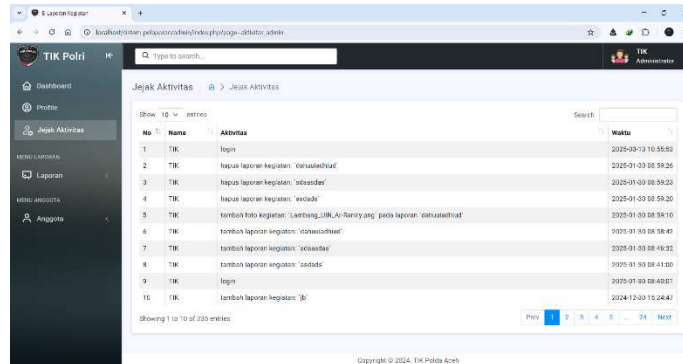 E Laporan Kegiatan
localhost/sistem pelaporan/admin/index.php?page=aktivitas_admin
TIK Polri
Type to search...
TIK
Administrator
Dashboard
Profile
Jejak Aktivitas
MENU LAPORAN
Laporan
MENU ANGGOTA
Anggota
Jejak Aktivitas > Jejak Aktivitas
Show 10 entries Search:
No Nama Aktivitas Waktu
1 TIK login 2025-03-13 10:55:53
2 TIK hapus laporan kegiatan: 'dahuuiadhiud' 2025-01-30 08:59:26
3 TIK hapus laporan kegiatan: 'sdaasdas' 2025-01-30 08:59:23
4 TIK hapus laporan kegiatan: 'asdads' 2025-01-30 08:59:20
5 TIK tambah foto kegiatan: 'Lambang_UIN_Ar-Raniry.png' pada laporan 'dahuuiadhiud' 2025-01-30 08:59:10
6 TIK tambah laporan kegiatan: 'dahuuiadhiud' 2025-01-30 08:58:42
7 TIK tambah laporan kegiatan: 'sdaasdas' 2025-01-30 08:46:32
8 TIK tambah laporan kegiatan: 'asdads' 2025-01-30 08:41:00
9 TIK login 2025-01-30 08:40:01
10 TIK tambah laporan kegiatan: 'jb' 2024-12-30 15:24:47
Showing 1 to 10 of 235 entries Prev 1 2 3 4 5 ... 24 Next
Copyright © 2024. TIK Polda Aceh